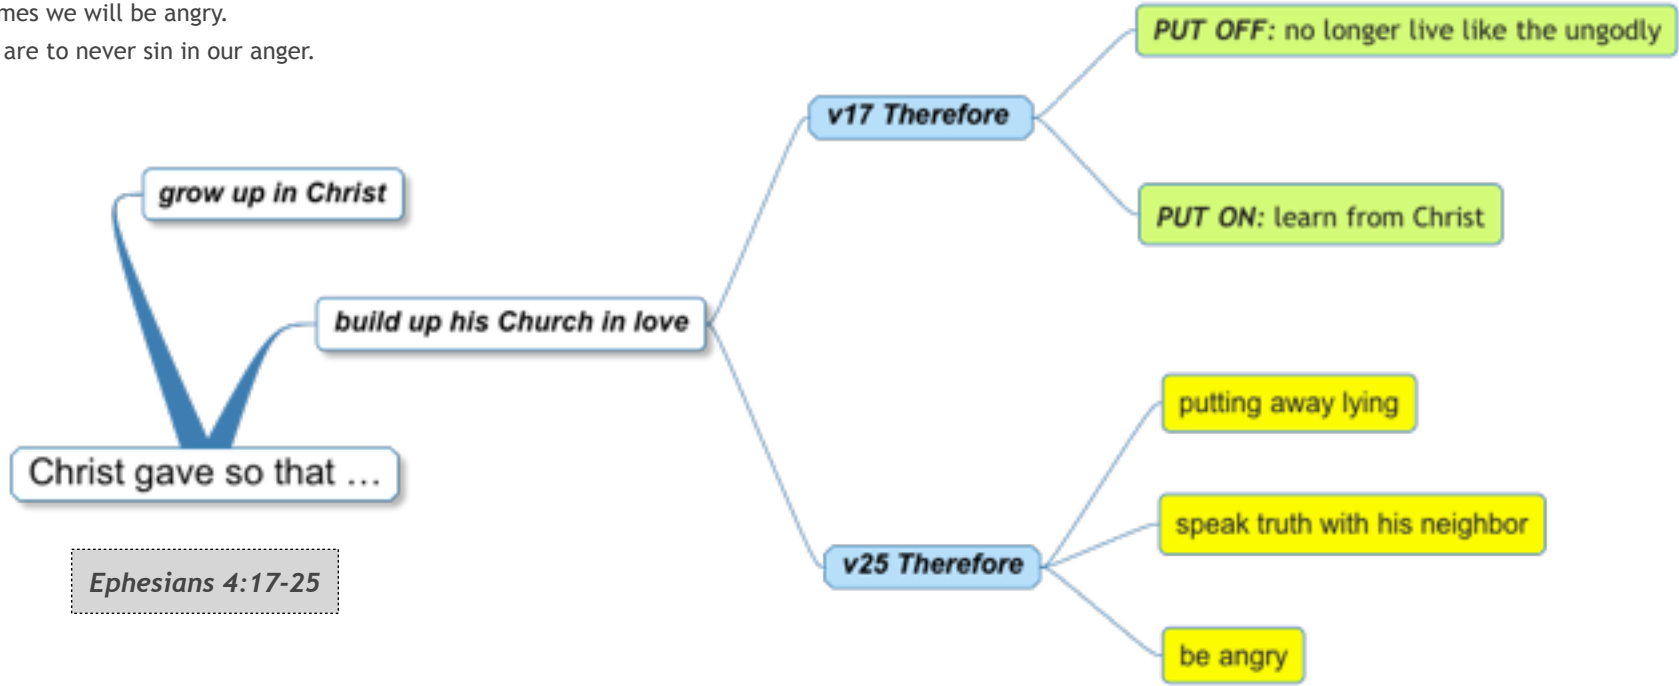 we will be angry.
are to never sin in our anger.
PUT OFF: no longer live like the ungodly
v17 Therefore
grow up in Christ
PUT ON: learn from Christ
build up his Church in love
putting away lying
Christ gave so that ...
speak truth with his neighbor
v25 Therefore
Ephesians 4:17-25
be angry